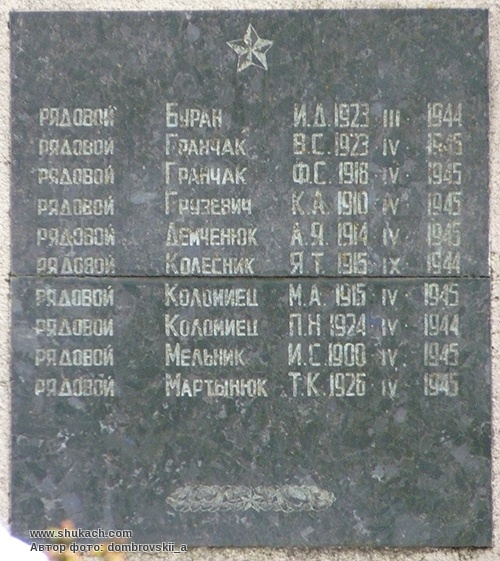 РЯДОВОЙ БУРАН И.Д. 1923 III · 1944
РЯДОВОЙ ГРАНЧАК В.С. 1923 IV · 1945
РЯДОВОЙ ГРАНЧАК Ф.С. 1918 IV · 1945
РЯДОВОЙ ГРУЗЕВИЧ К.А. 1910 IV · 1945
РЯДОВОЙ ДЕМЧЕНЮК А.Я. 1914 IV · 1945
РЯДОВОЙ КОЛЕСНИК Я.Т. 1915 IX · 1944
РЯДОВОЙ КОЛОМИЕЦ М.А. 1915 IV · 1945
РЯДОВОЙ КОЛОМИЕЦ П.Н 1924 IV · 1944
РЯДОВОЙ МЕЛЬНИК И.С. 1900 IV · 1945
РЯДОВОЙ МАРТЫНЮК Т.К. 1926 IV · 1945
www.shukach.com
Автор фото: dombrovskii_a